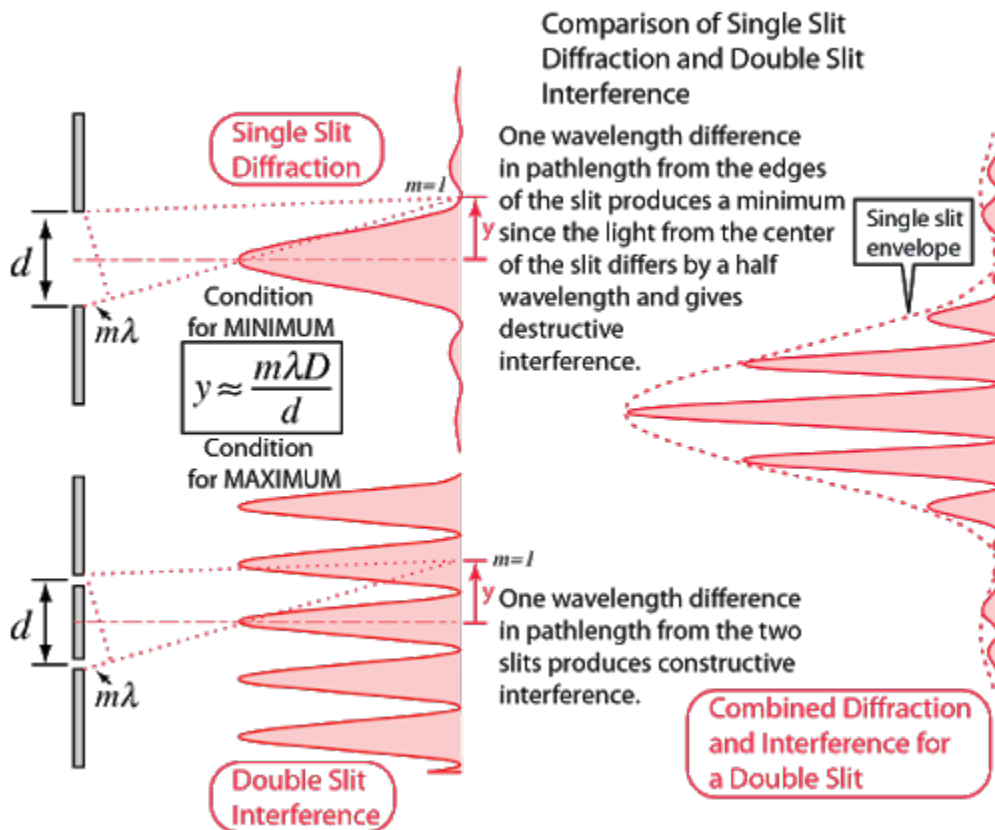 Comparison of Single Slit
Diffraction and Double Slit
Interference
Single Slit
Diffraction
m=1
y
d
mλ
Condition
for MINIMUM
y ≈ mλD / d
Condition
for MAXIMUM
One wavelength difference
in pathlength from the edges
of the slit produces a minimum
since the light from the center
of the slit differs by a half
wavelength and gives
destructive
interference.
Single slit
envelope
m=1
y
d
mλ
One wavelength difference
in pathlength from the two
slits produces constructive
interference.
Double Slit
Interference
Combined Diffraction
and Interference for
a Double Slit